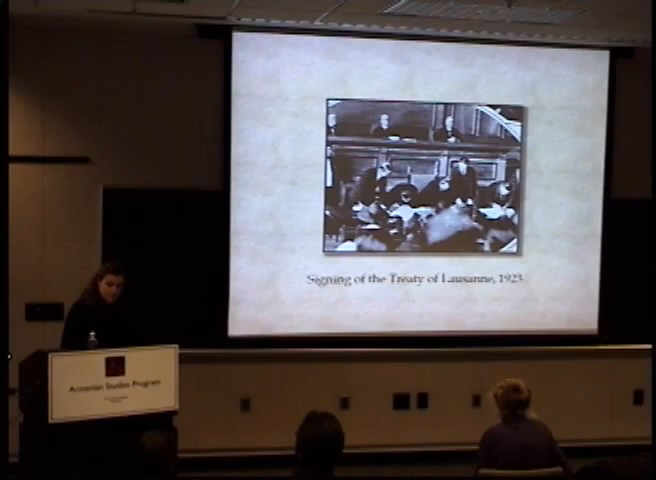 Signing of the Treaty of Lausanne, 1923
Armenian Studies Program